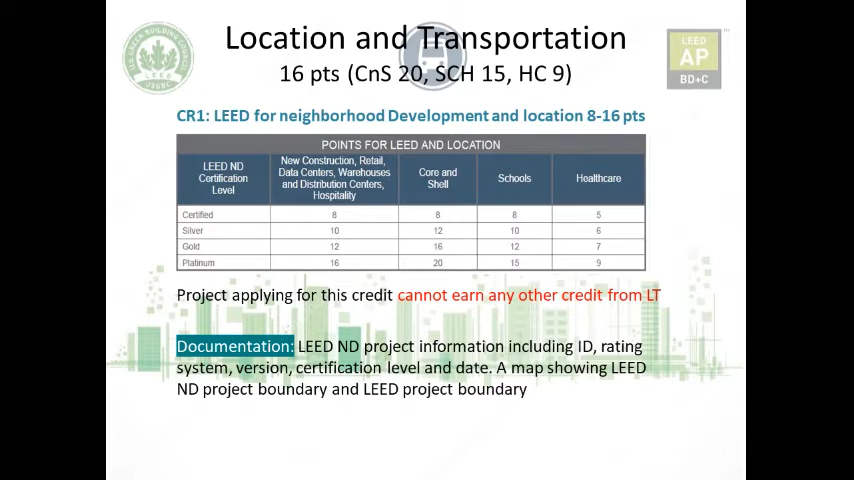 Location and Transportation
16 pts (CnS 20, SCH 15, HC 9)
LEED
AP
BD+C
CR1: LEED for neighborhood Development and location 8-16 pts
POINTS FOR LEED AND LOCATION
LEED ND Certification Level | New Construction, Retail, Data Centers, Warehouses and Distribution Centers, Hospitality | Core and Shell | Schools | Healthcare
Certified 8 8 8 5
Silver 10 12 10 6
Gold 12 16 12 7
Platinum 16 20 15 9
Project applying for this credit cannot earn any other credit from LT
Documentation: LEED ND project information including ID, rating
system, version, certification level and date. A map showing LEED
ND project boundary and LEED project boundary